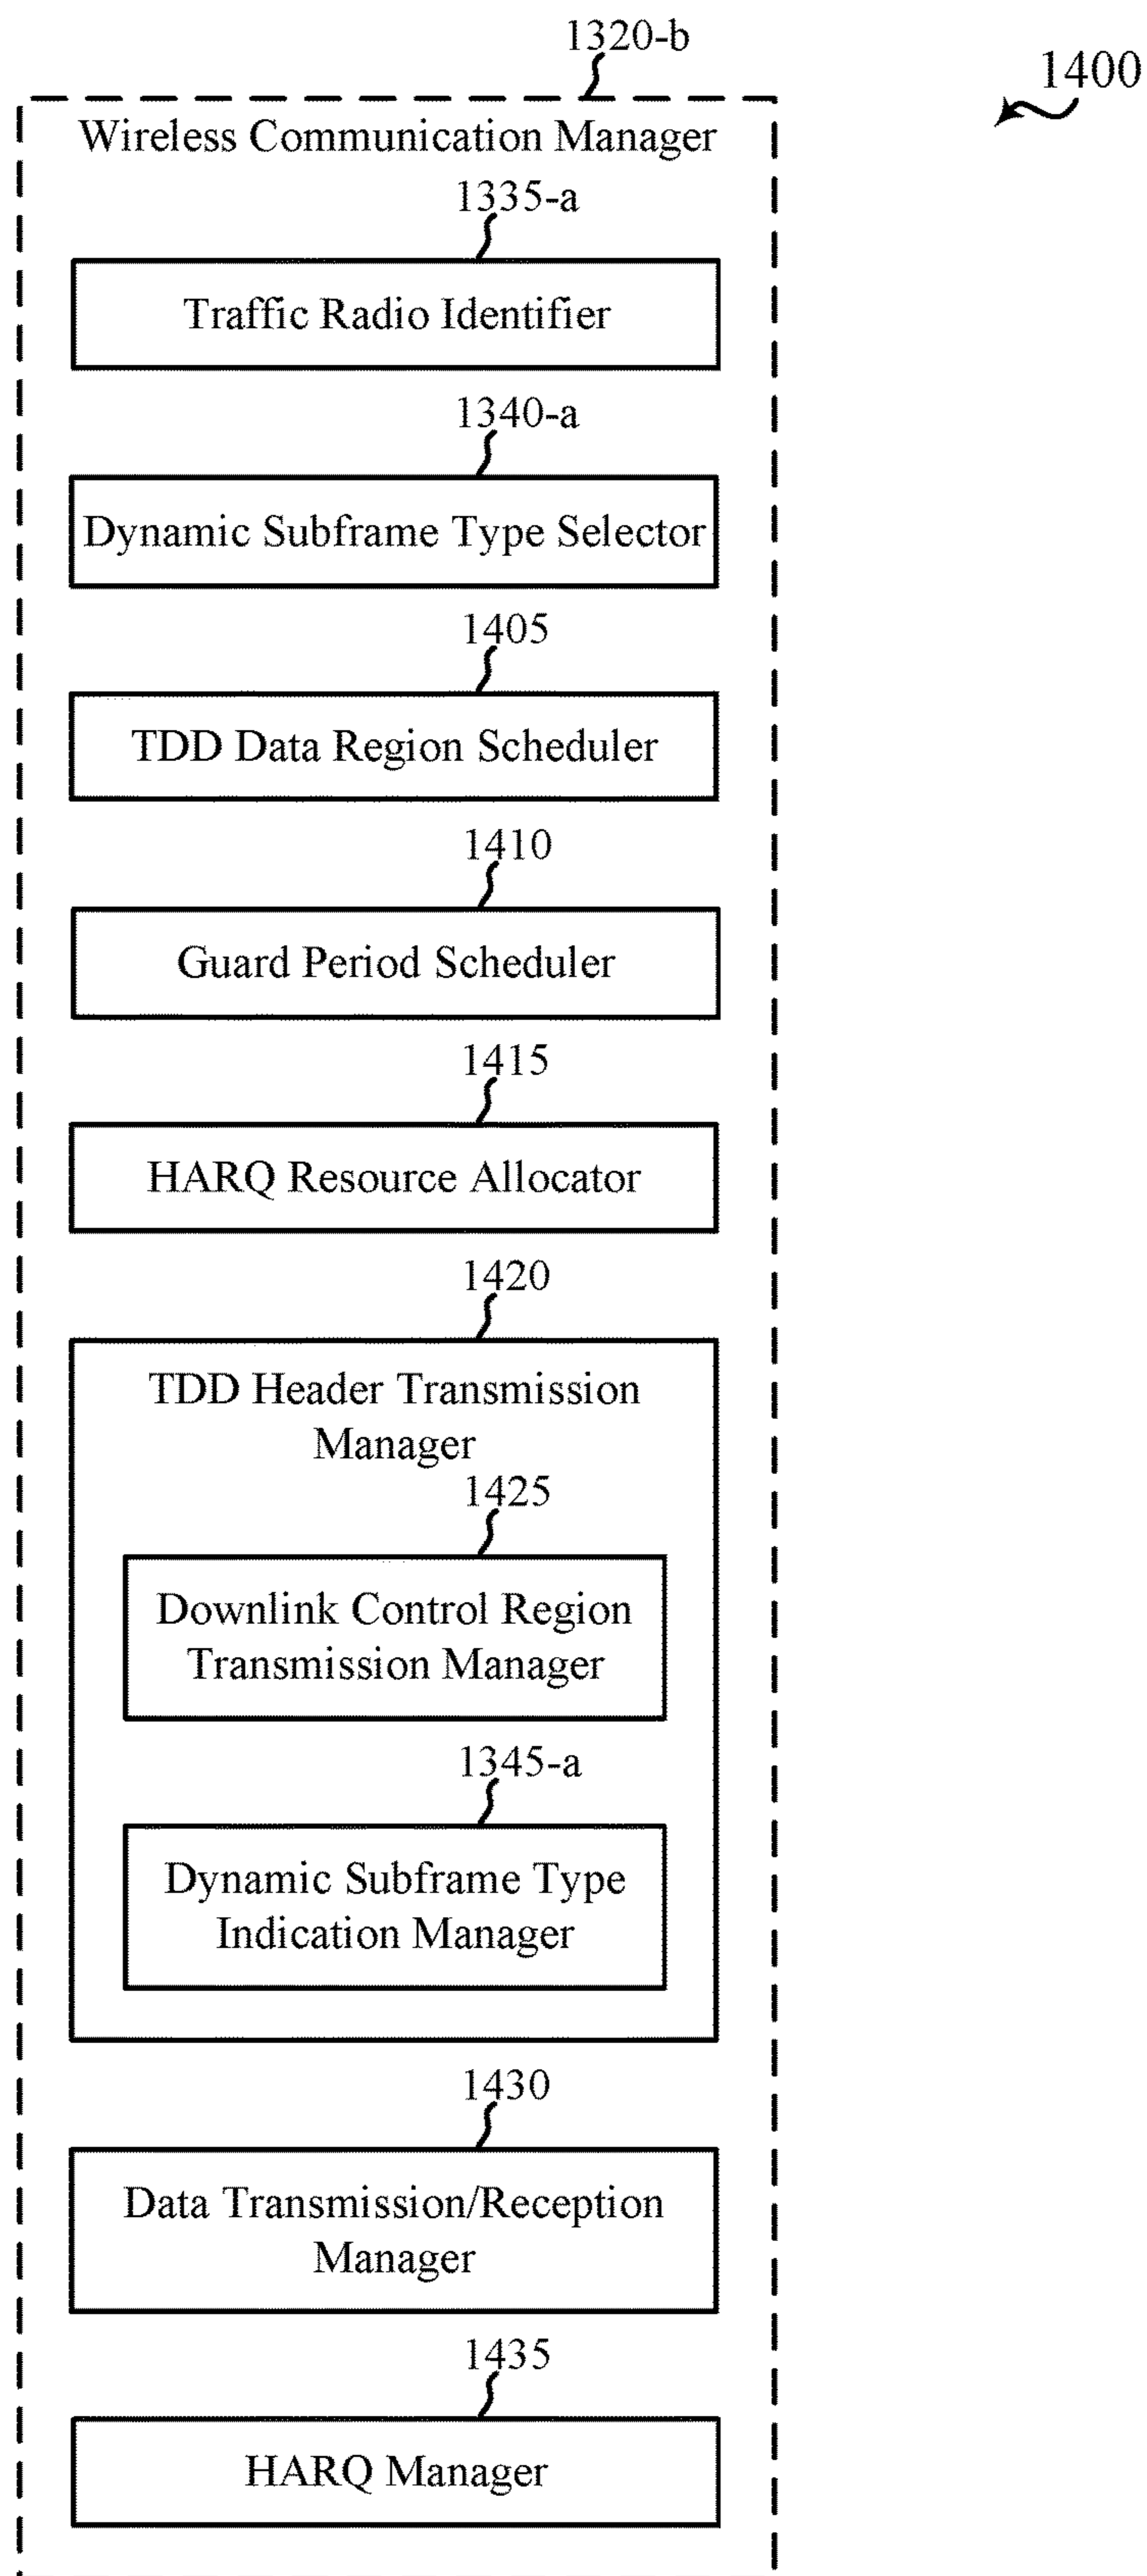 1320-b
1400
Wireless Communication Manager
1335-a
Traffic Radio Identifier
1340-a
Dynamic Subframe Type Selector
1405
TDD Data Region Scheduler
1410
Guard Period Scheduler
1415
HARQ Resource Allocator
1420
TDD Header Transmission
Manager
1425
Downlink Control Region
Transmission Manager
1345-a
Dynamic Subframe Type
Indication Manager
1430
Data Transmission/Reception
Manager
1435
HARQ Manager